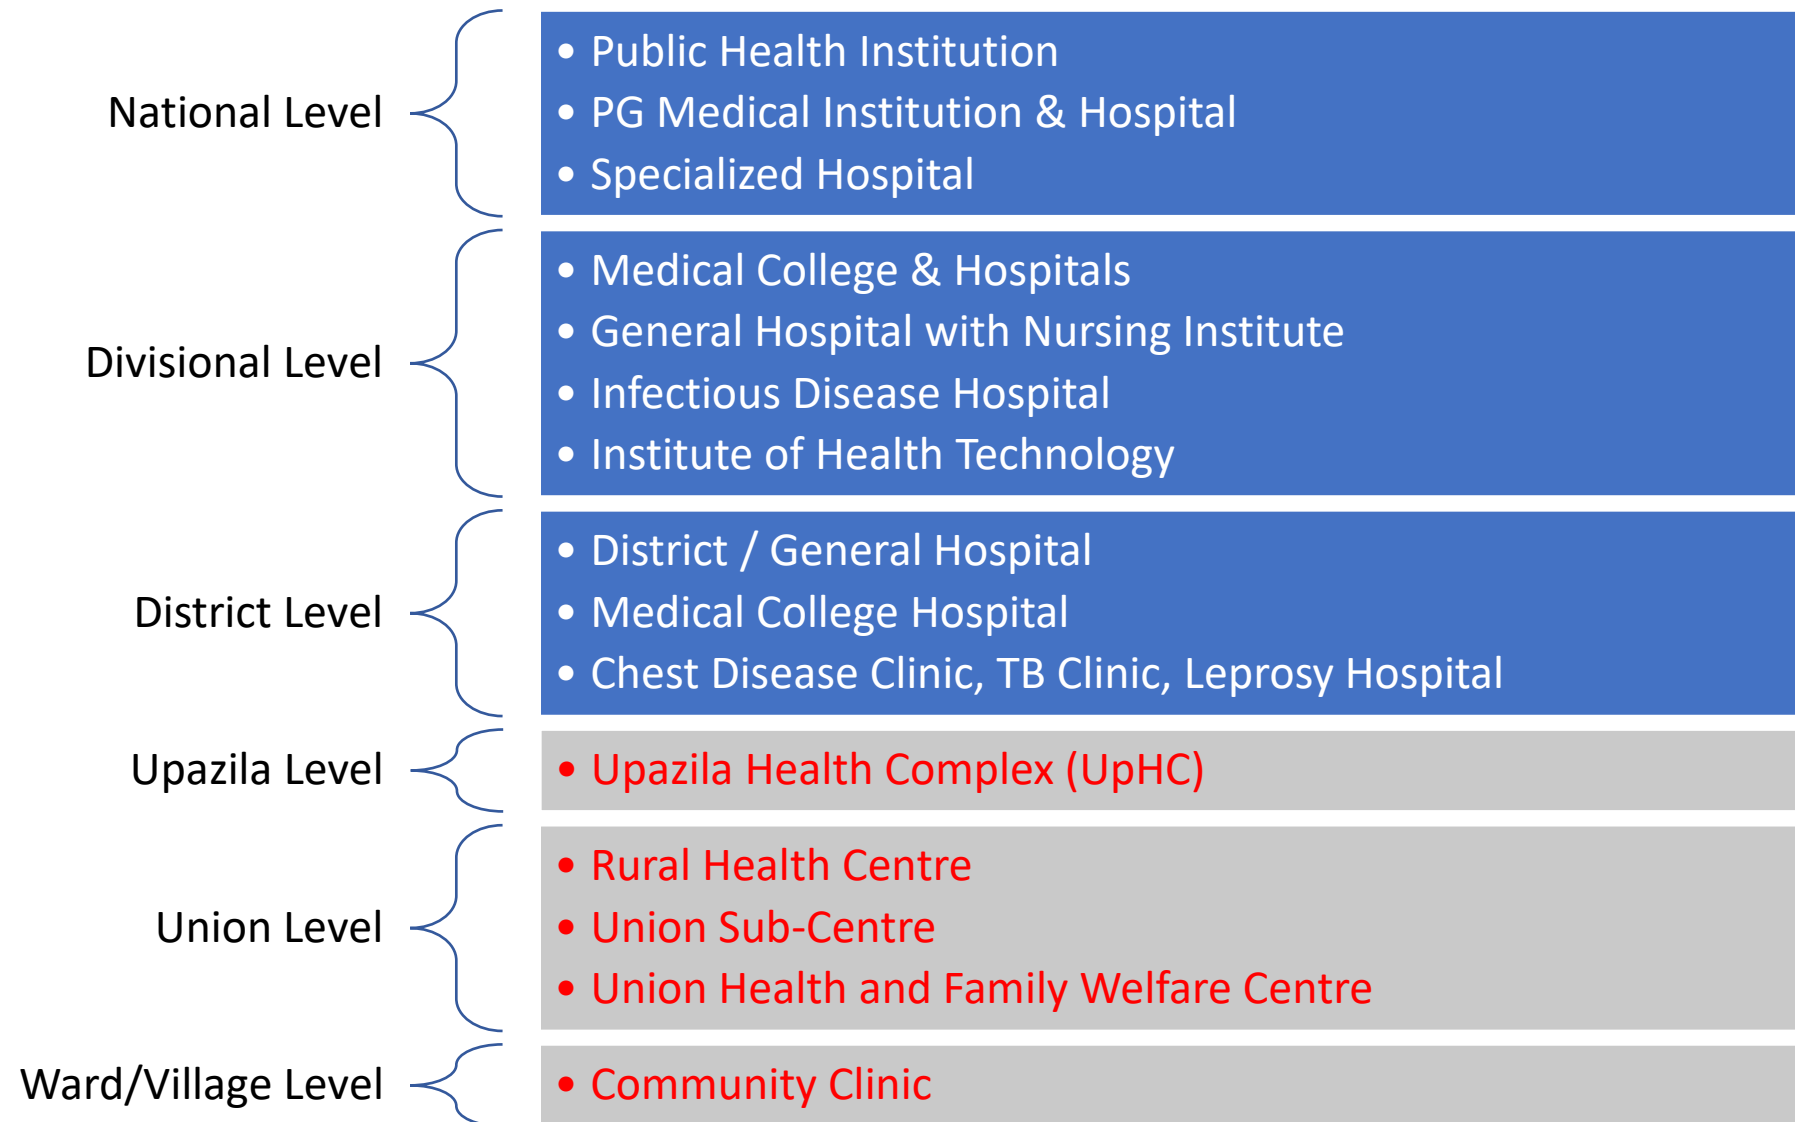 National Level
• Public Health Institution
• PG Medical Institution & Hospital
• Specialized Hospital
Divisional Level
• Medical College & Hospitals
• General Hospital with Nursing Institute
• Infectious Disease Hospital
• Institute of Health Technology
District Level
• District / General Hospital
• Medical College Hospital
• Chest Disease Clinic, TB Clinic, Leprosy Hospital
Upazila Level
• Upazila Health Complex (UpHC)
Union Level
• Rural Health Centre
• Union Sub-Centre
• Union Health and Family Welfare Centre
Ward/Village Level
• Community Clinic